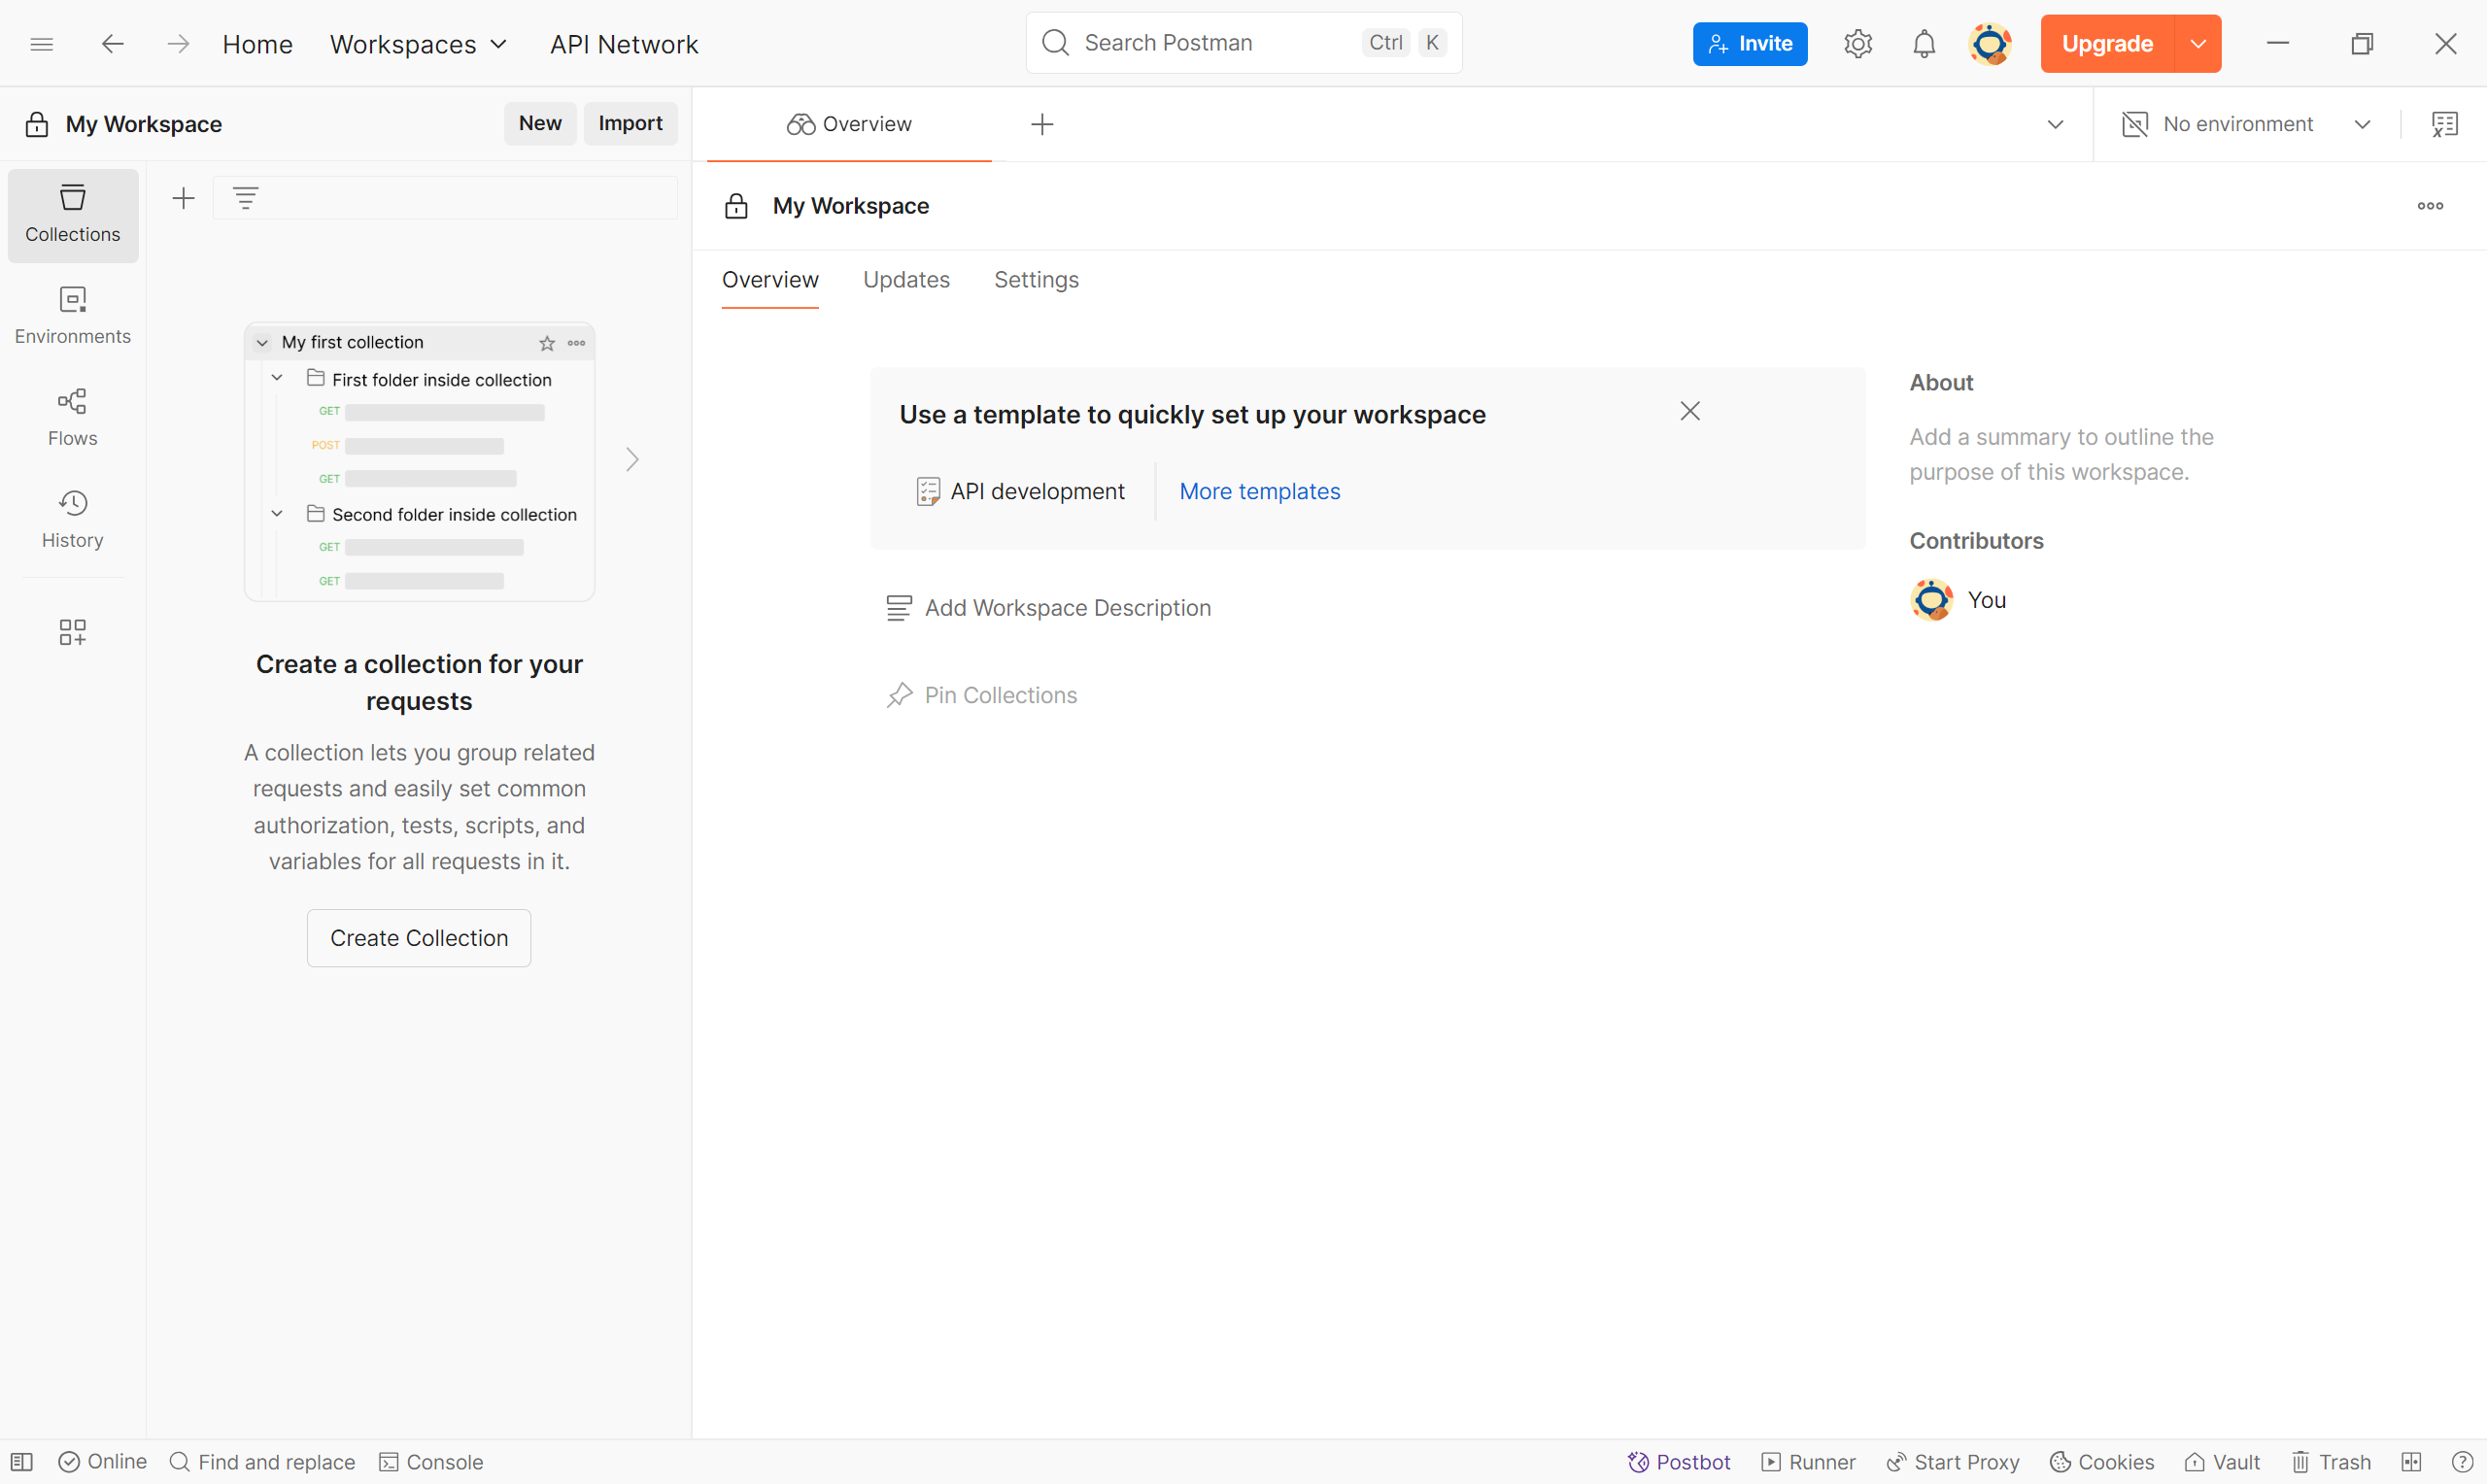 Home
Workspaces
API Network
Search Postman
Ctrl
K
Invite
Upgrade
My Workspace
New
Import
Overview
No environment
Collections
Environments
Flows
History
My first collection
First folder inside collection
GET
POST
GET
Second folder inside collection
GET
GET
Create a collection for your
requests
A collection lets you group related
requests and easily set common
authorization, tests, scripts, and
variables for all requests in it.
Create Collection
My Workspace
Overview
Updates
Settings
Use a template to quickly set up your workspace
API development
More templates
Add Workspace Description
Pin Collections
About
Add a summary to outline the
purpose of this workspace.
Contributors
You
Online
Find and replace
Console
Postbot
Runner
Start Proxy
Cookies
Vault
Trash